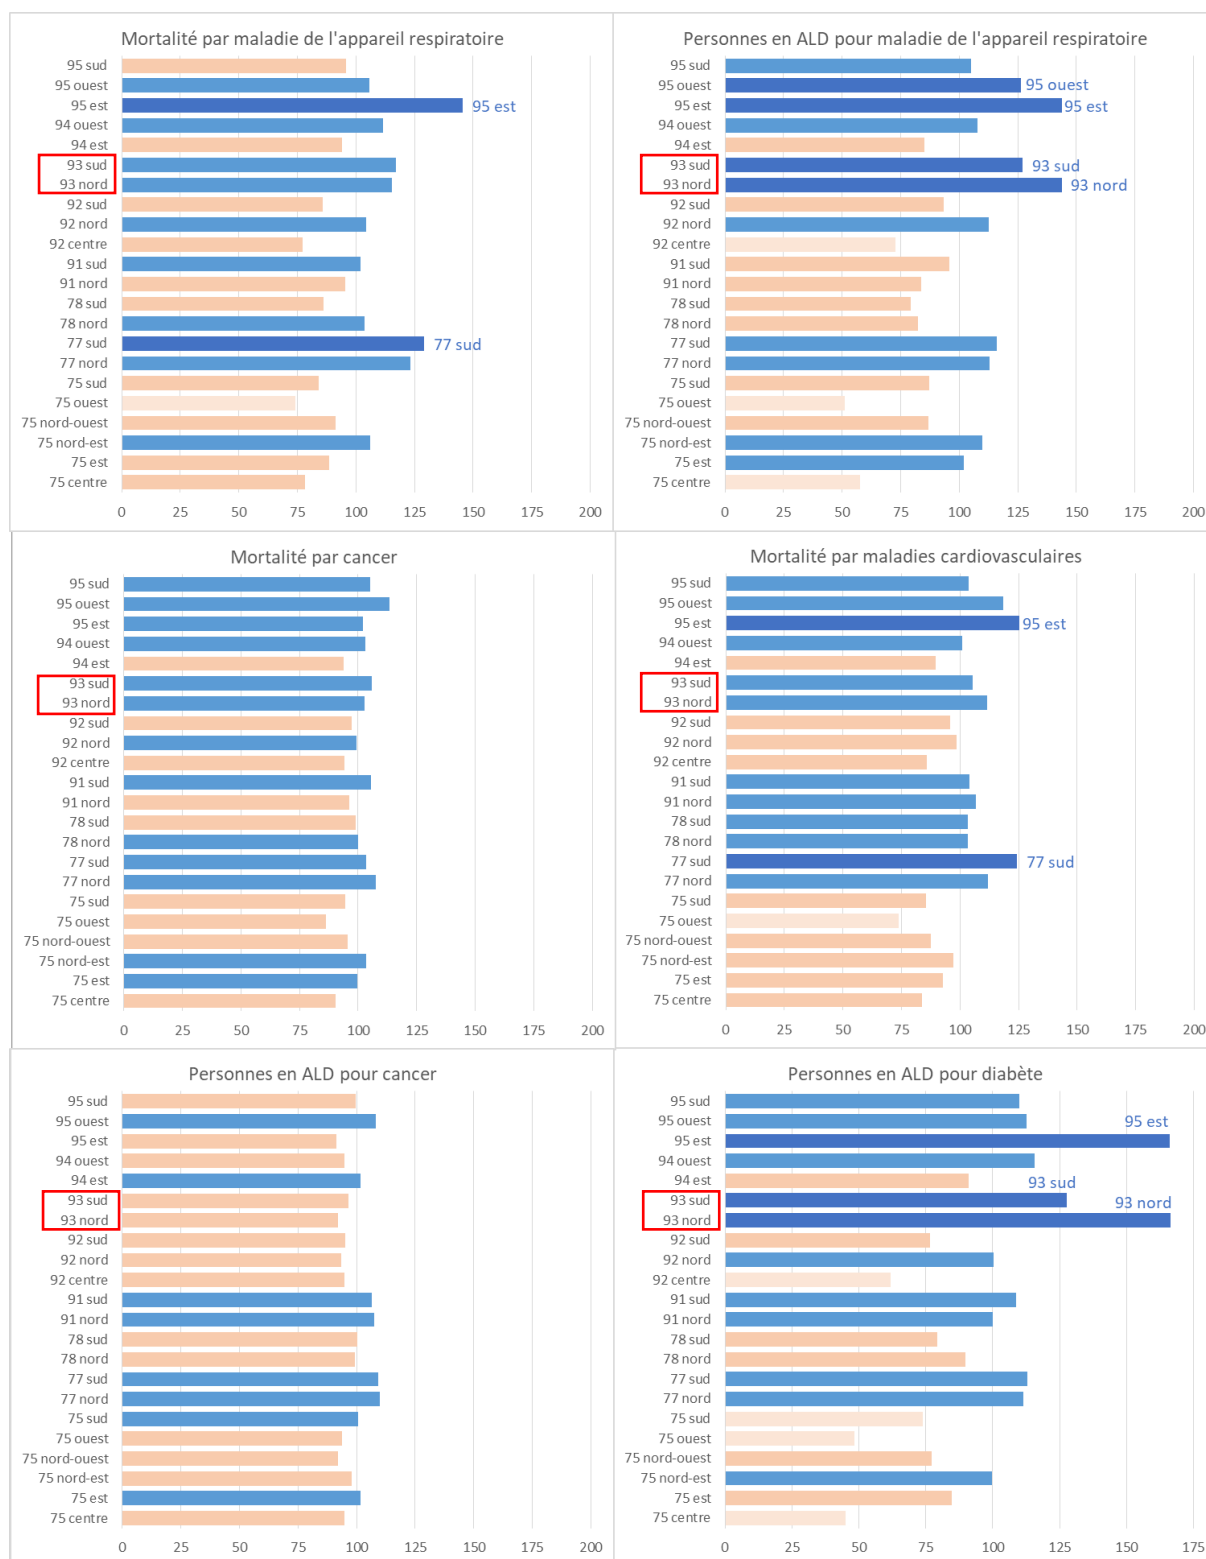 Mortalité par maladie de l'appareil respiratoire
95 sud
95 ouest
95 est
95 est
94 ouest
94 est
93 sud
93 nord
92 sud
92 nord
92 centre
91 sud
91 nord
78 sud
78 nord
77 sud
77 sud
77 nord
75 sud
75 ouest
75 nord-ouest
75 nord-est
75 est
75 centre
0 25 50 75 100 125 150 175 200
Personnes en ALD pour maladie de l'appareil respiratoire
95 sud
95 ouest
95 ouest
95 est
95 est
94 ouest
94 est
93 sud
93 sud
93 nord
93 nord
92 sud
92 nord
92 centre
91 sud
91 nord
78 sud
78 nord
77 sud
77 nord
75 sud
75 ouest
75 nord-ouest
75 nord-est
75 est
75 centre
0 25 50 75 100 125 150 175 200
Mortalité par cancer
95 sud
95 ouest
95 est
94 ouest
94 est
93 sud
93 nord
92 sud
92 nord
92 centre
91 sud
91 nord
78 sud
78 nord
77 sud
77 nord
75 sud
75 ouest
75 nord-ouest
75 nord-est
75 est
75 centre
0 25 50 75 100 125 150 175 200
Mortalité par maladies cardiovasculaires
95 sud
95 ouest
95 est
95 est
94 ouest
94 est
93 sud
93 nord
92 sud
92 nord
92 centre
91 sud
91 nord
78 sud
78 nord
77 sud
77 sud
77 nord
75 sud
75 ouest
75 nord-ouest
75 nord-est
75 est
75 centre
0 25 50 75 100 125 150 175 200
Personnes en ALD pour cancer
95 sud
95 ouest
95 est
94 ouest
94 est
93 sud
93 nord
92 sud
92 nord
92 centre
91 sud
91 nord
78 sud
78 nord
77 sud
77 nord
75 sud
75 ouest
75 nord-ouest
75 nord-est
75 est
75 centre
0 25 50 75 100 125 150 175 200
Personnes en ALD pour diabète
95 sud
95 ouest
95 est
95 est
94 ouest
94 est
93 sud
93 sud
93 nord
93 nord
92 sud
92 nord
92 centre
91 sud
91 nord
78 sud
78 nord
77 sud
77 nord
75 sud
75 ouest
75 nord-ouest
75 nord-est
75 est
75 centre
0 25 50 75 100 125 150 175